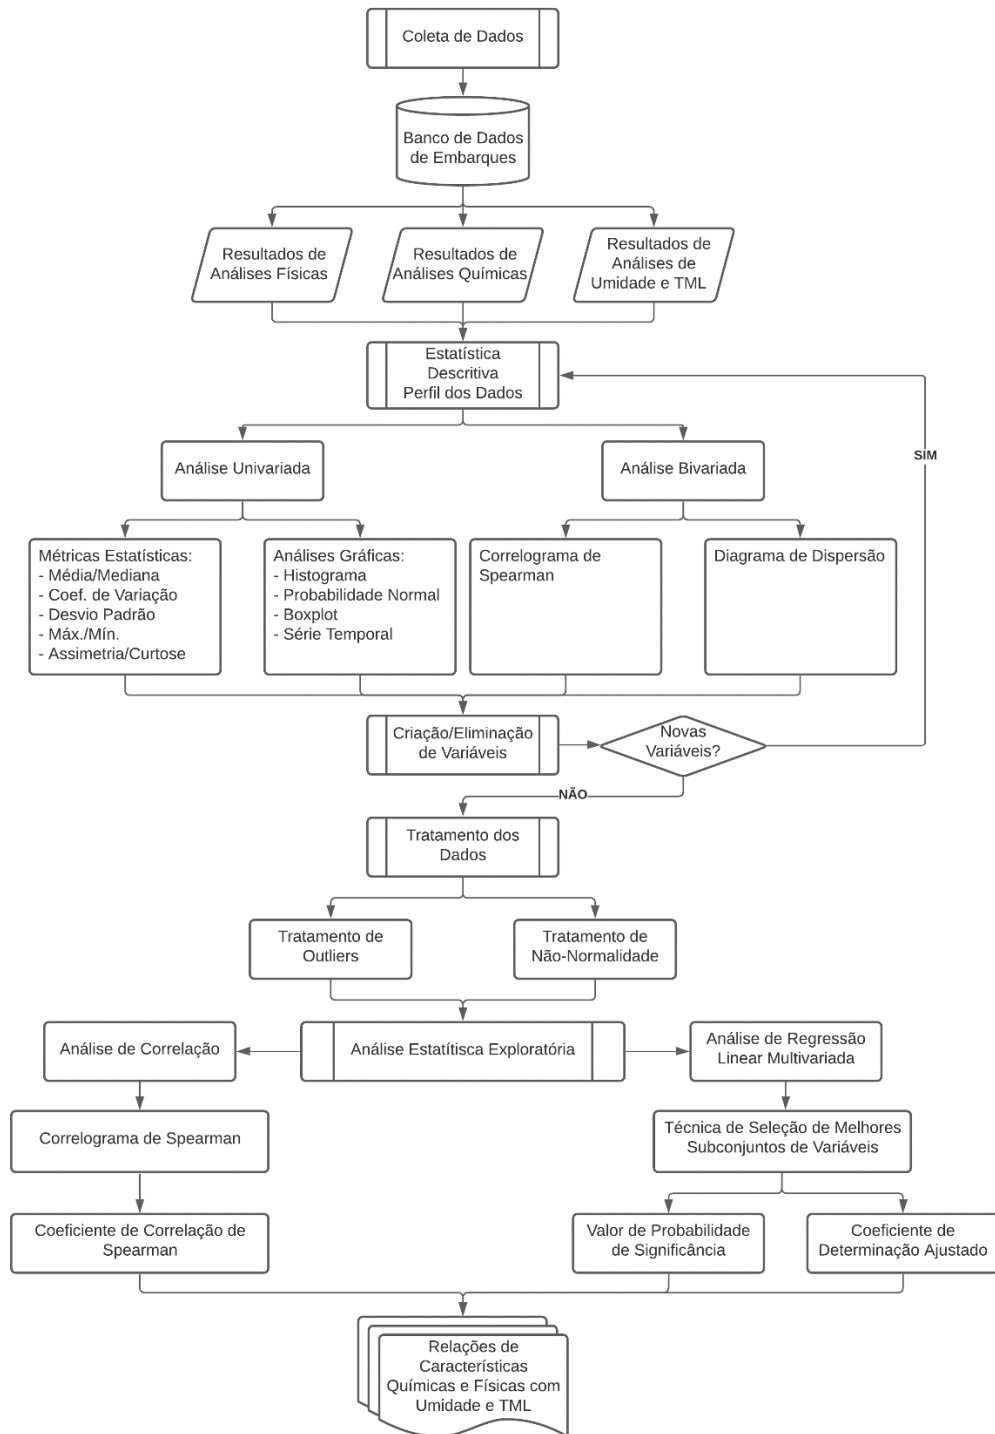 Coleta de Dados
Banco de Dados
de Embarques
Resultados de
Análises Físicas
Resultados de
Análises Químicas
Resultados de
Análises de
Umidade e TML
Estatística
Descritiva
Perfil dos Dados
Análise Univariada
Análise Bivariada
SIM
Métricas Estatísticas:
- Média/Mediana
- Coef. de Variação
- Desvio Padrão
- Máx./Mín.
- Assimetria/Curtose
Análises Gráficas:
- Histograma
- Probabilidade Normal
- Boxplot
- Série Temporal
Correlograma de
Spearman
Diagrama de Dispersão
Criação/Eliminação
de Variáveis
Novas
Variáveis?
NÃO
Tratamento dos
Dados
Tratamento de
Outliers
Tratamento de
Não-Normalidade
Análise de Correlação
Análise Estatítisca Exploratória
Análise de Regressão
Linear Multivariada
Correlograma de Spearman
Técnica de Seleção de Melhores
Subconjuntos de Variáveis
Coeficiente de Correlação de
Spearman
Valor de Probabilidade
de Significância
Coeficiente de
Determinação Ajustado
Relações de
Características
Químicas e Físicas com
Umidade e TML